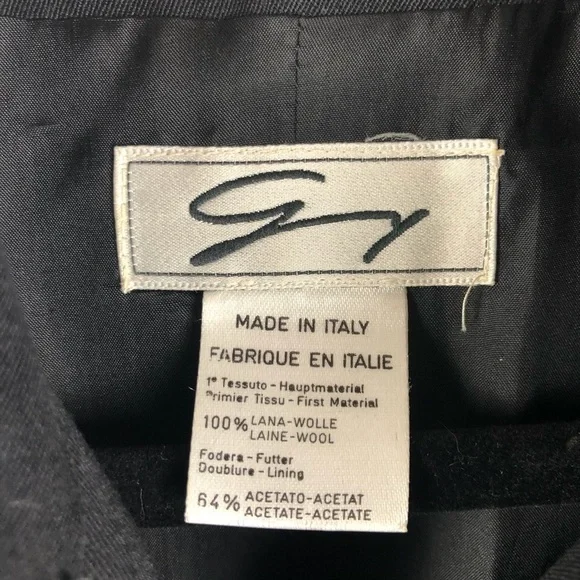 MADE IN ITALY
FABRIQUE EN ITALIE
1º Tessuto - Hauptmaterial
Primier Tissu - First Material
100% LANA-WOLLE
LAINE-WOOL
Fodera - Futter
Doublure - Lining
64% ACETATO-ACETAT
ACETATE-ACETATE